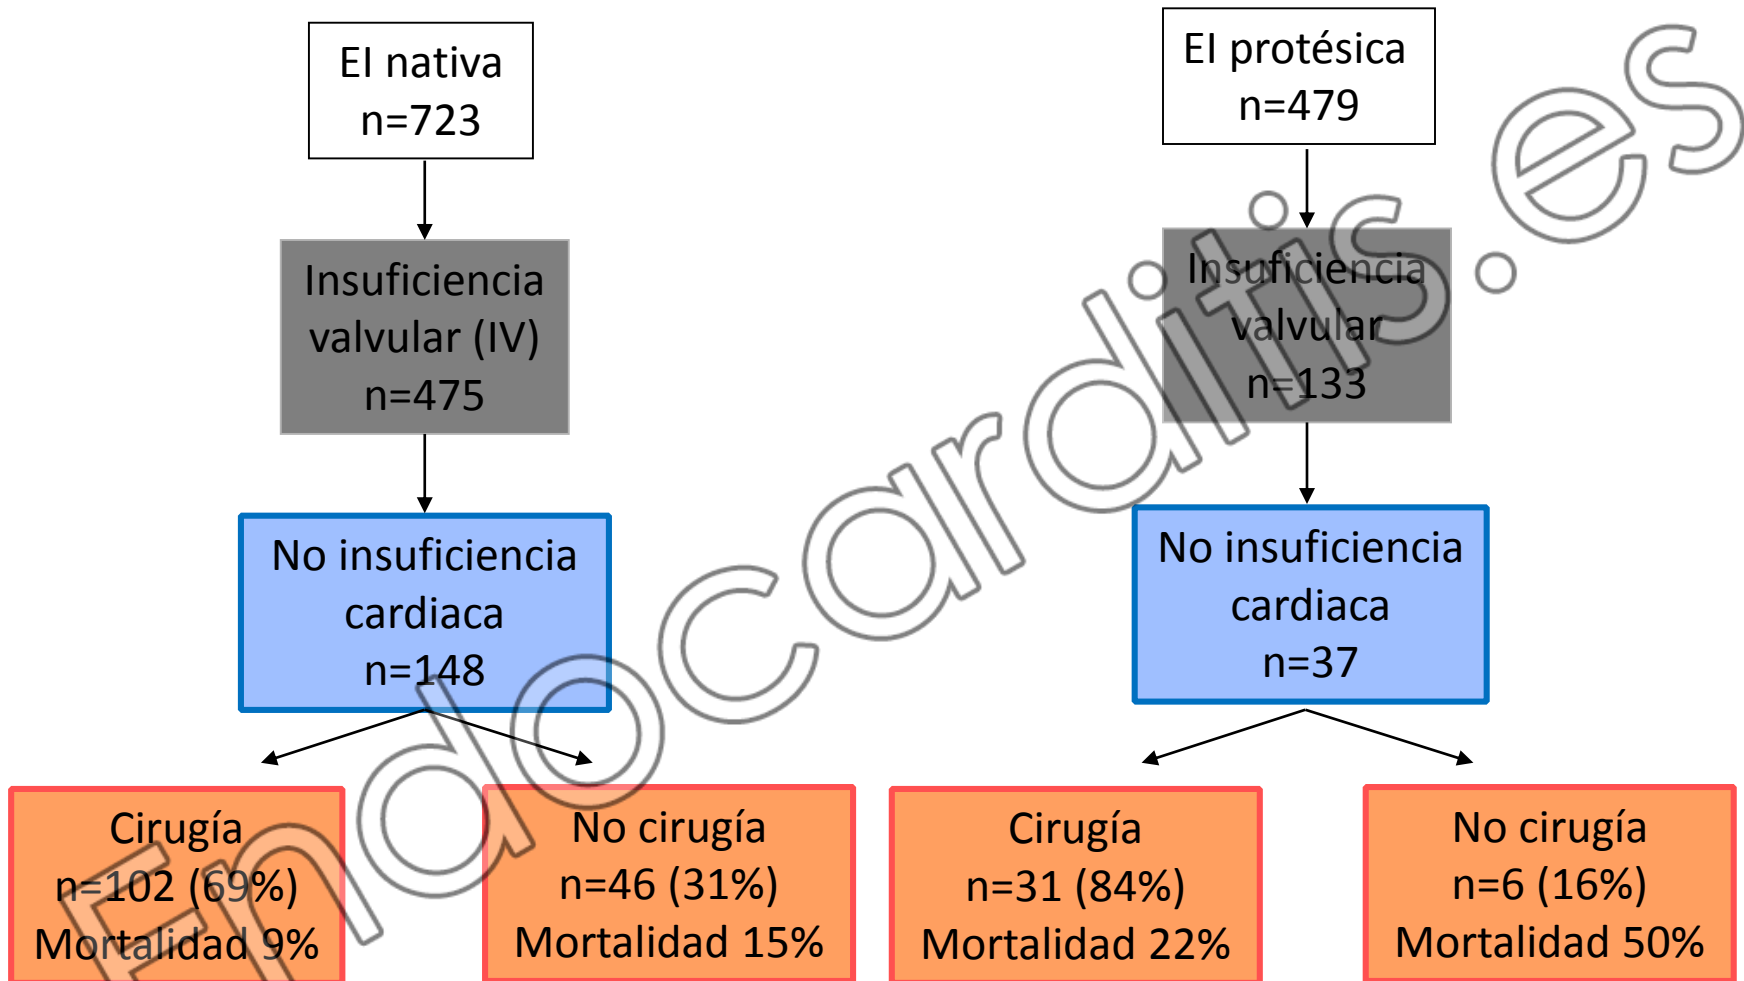 EI nativa
n=723
EI protésica
n=479
Insuficiencia
valvular (IV)
n=475
Insuficiencia
valvular
n=133
No insuficiencia
cardiaca
n=148
No insuficiencia
cardiaca
n=37
Cirugía
n=102 (69%)
Mortalidad 9%
No cirugía
n=46 (31%)
Mortalidad 15%
Cirugía
n=31 (84%)
Mortalidad 22%
No cirugía
n=6 (16%)
Mortalidad 50%
Endocarditis.es